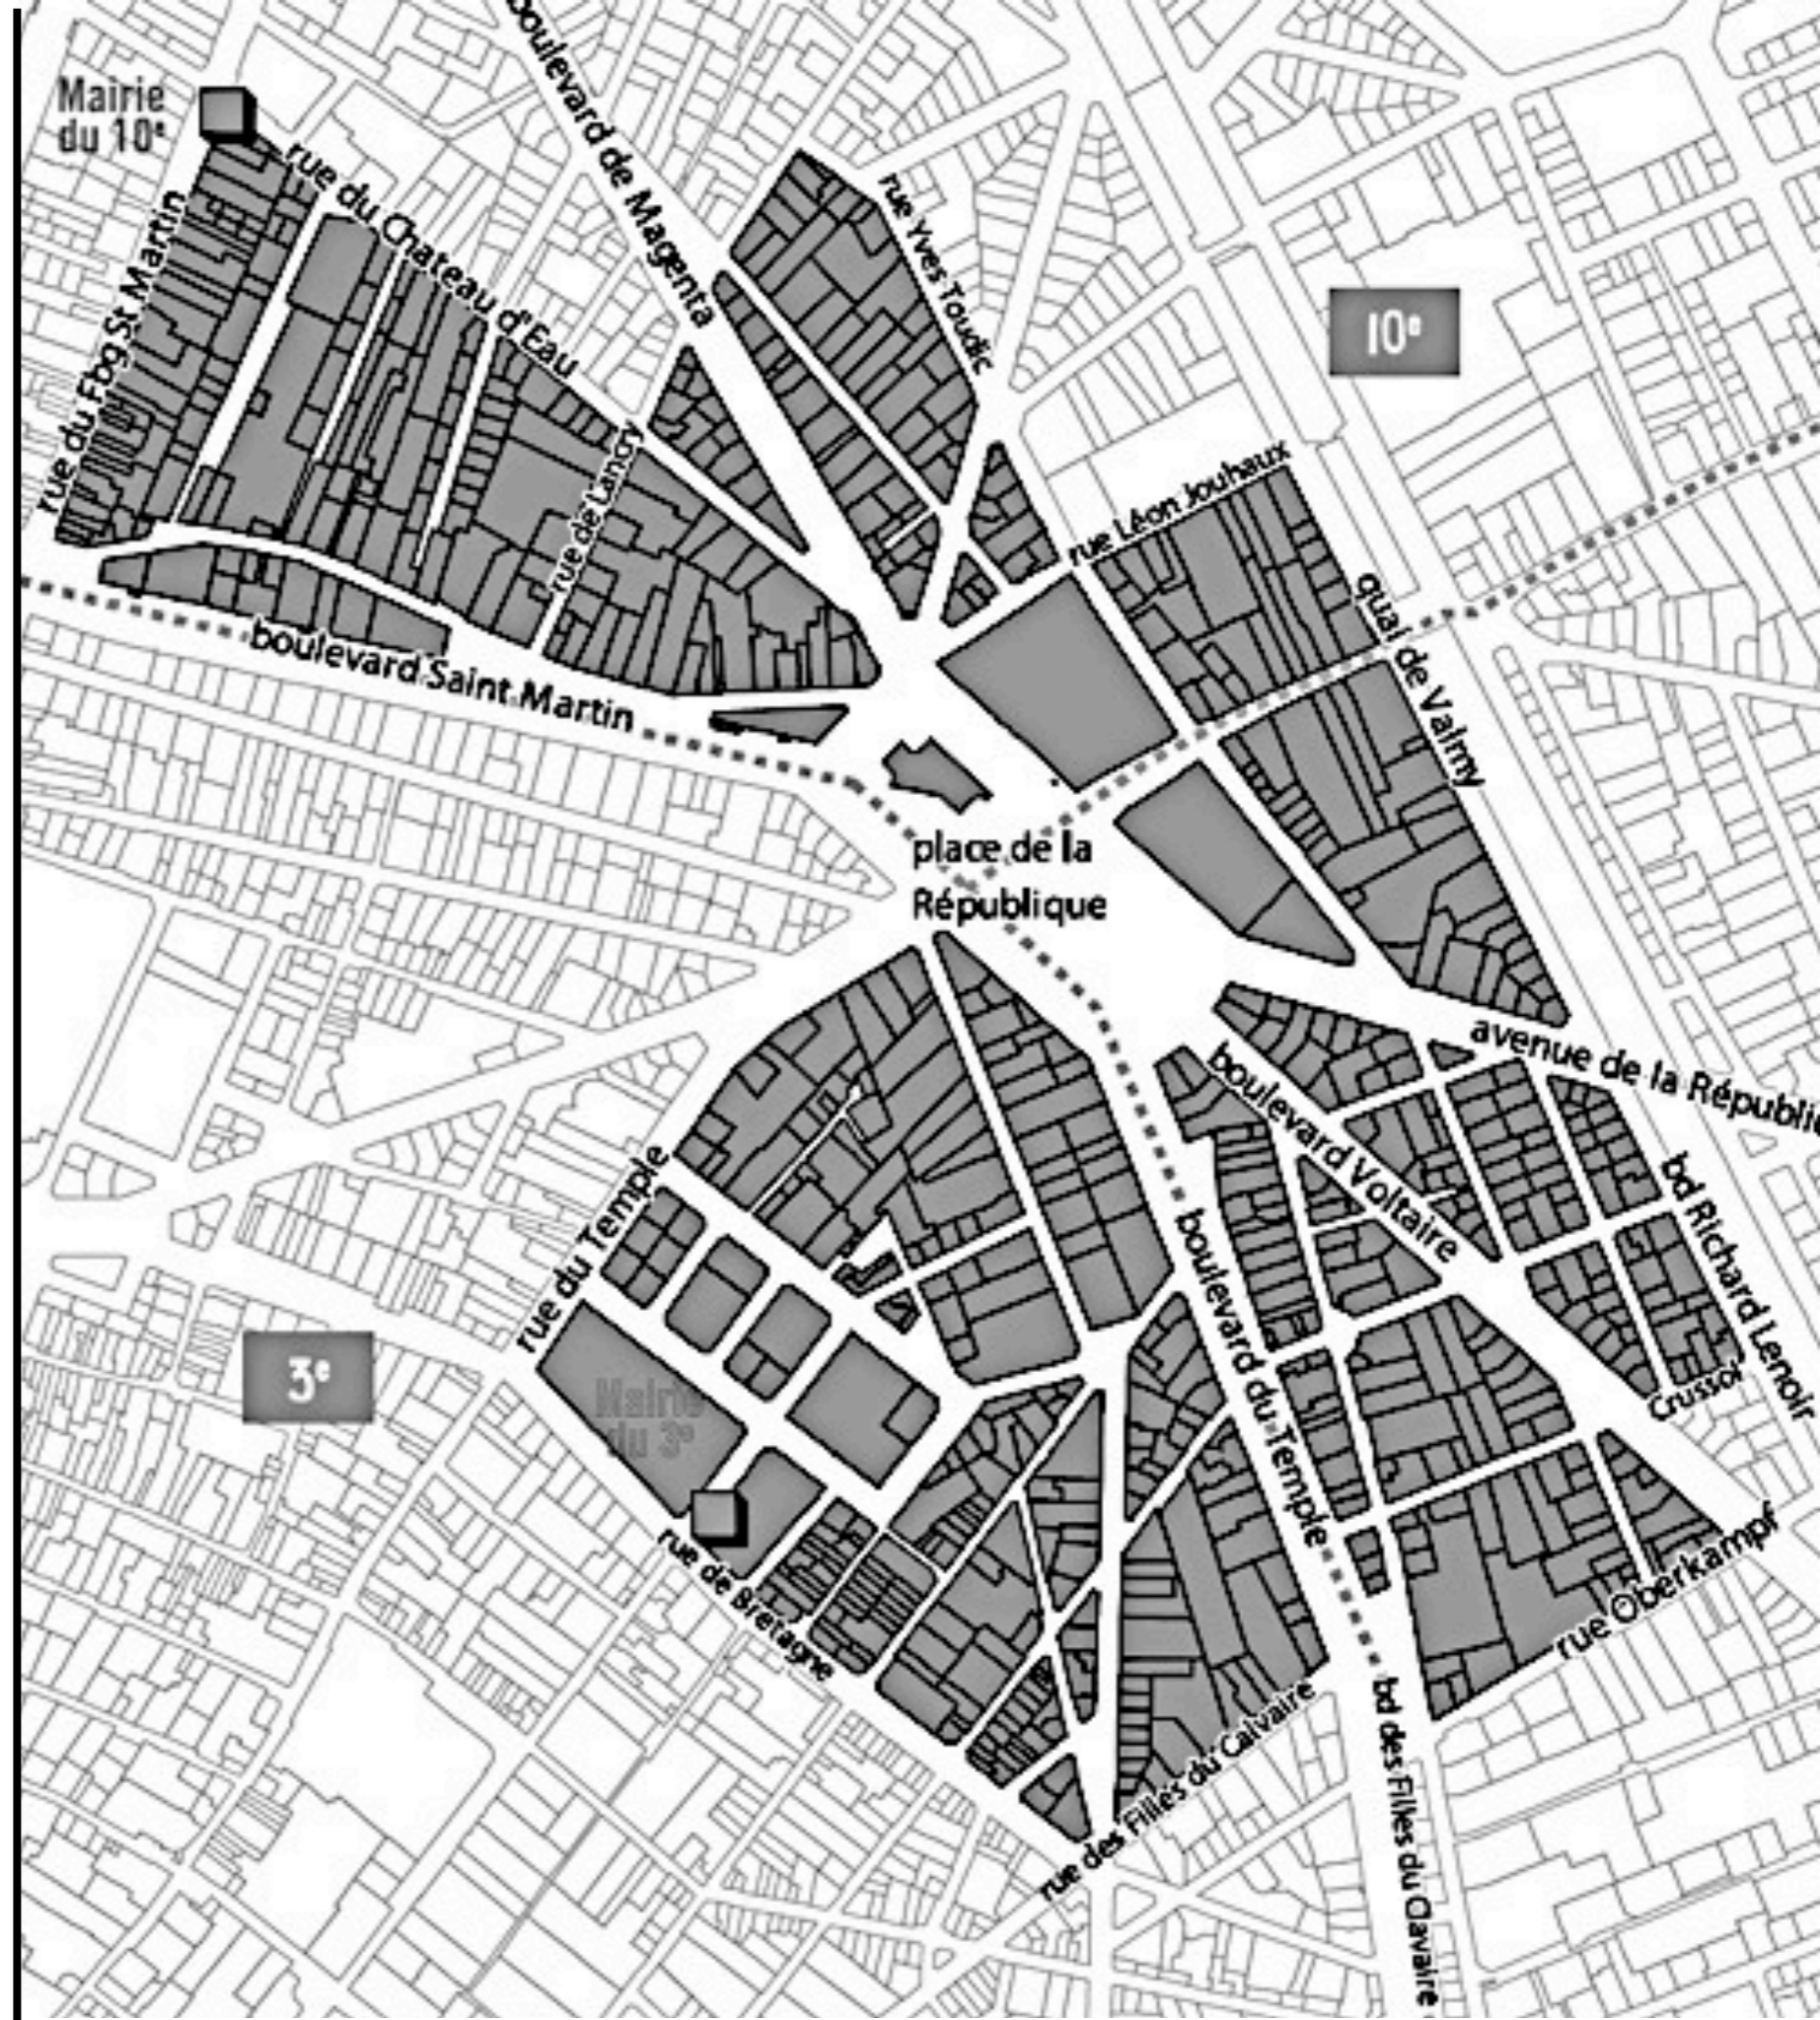 boulevard de Magenta
Mairie
du 10e
rue du Chateau d'Eau
rue Yves Toudic
rue du Fbg St Martin
10e
rue de Lancry
rue Léon Jouhaux
quai de Valmy
boulevard Saint Martin
place de la
République
avenue de la Républi
boulevard Voltaire
rue du Temple
bd Richard Lenoir
boulevard du Temple
3e
Mairie
du 3e
Crussol
rue de Bretagne
rue Oberkampf
rue des Filles du Calvaire
bd des Filles du Clavaire